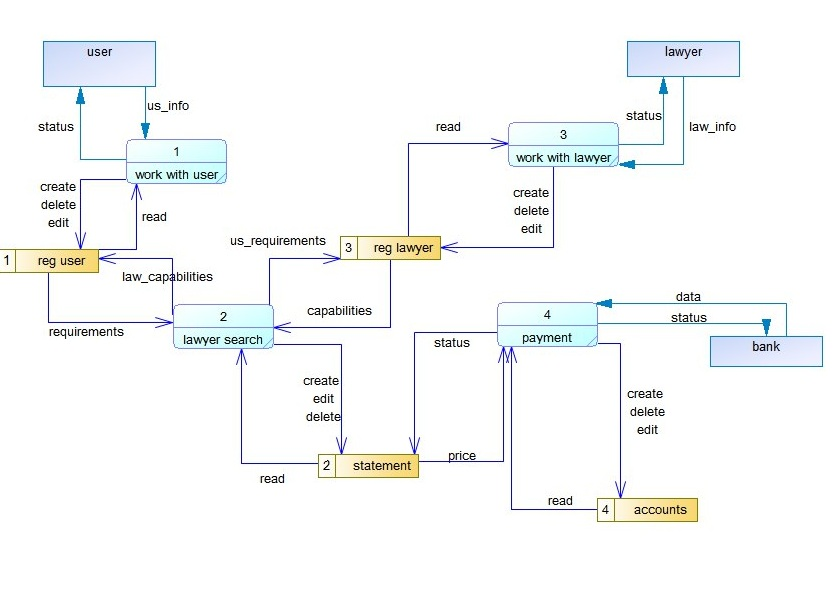 user
lawyer
us_info
status
status
law_info
1
work with user
3
work with lawyer
read
create
delete
edit
read
create
delete
edit
us_requirements
3 reg lawyer
1 reg user
law_capabilities
2
lawyer search
capabilities
requirements
4
payment
data
status
bank
status
create
edit
delete
create
delete
edit
price
2 statement
read
read
4 accounts